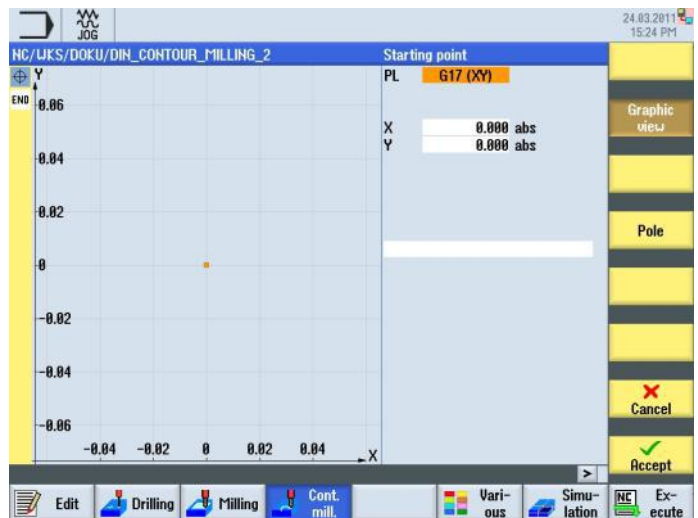 JOG
24.03.2011
15:24 PM
NC/WKS/DOKU/DIN_CONTOUR_MILLING_2
Starting point
Y
PL G17 (XY)
END
0.06
X 0.000 abs
Y 0.000 abs
Graphic
view
0.04
0.02
Pole
0
-0.02
-0.04
Cancel
-0.06
-0.04 -0.02 0 0.02 0.04 X
Accept
>
Edit
Drilling
Milling
Cont.
mill.
Vari-
ous
Simu-
lation
NC
Ex-
ecute